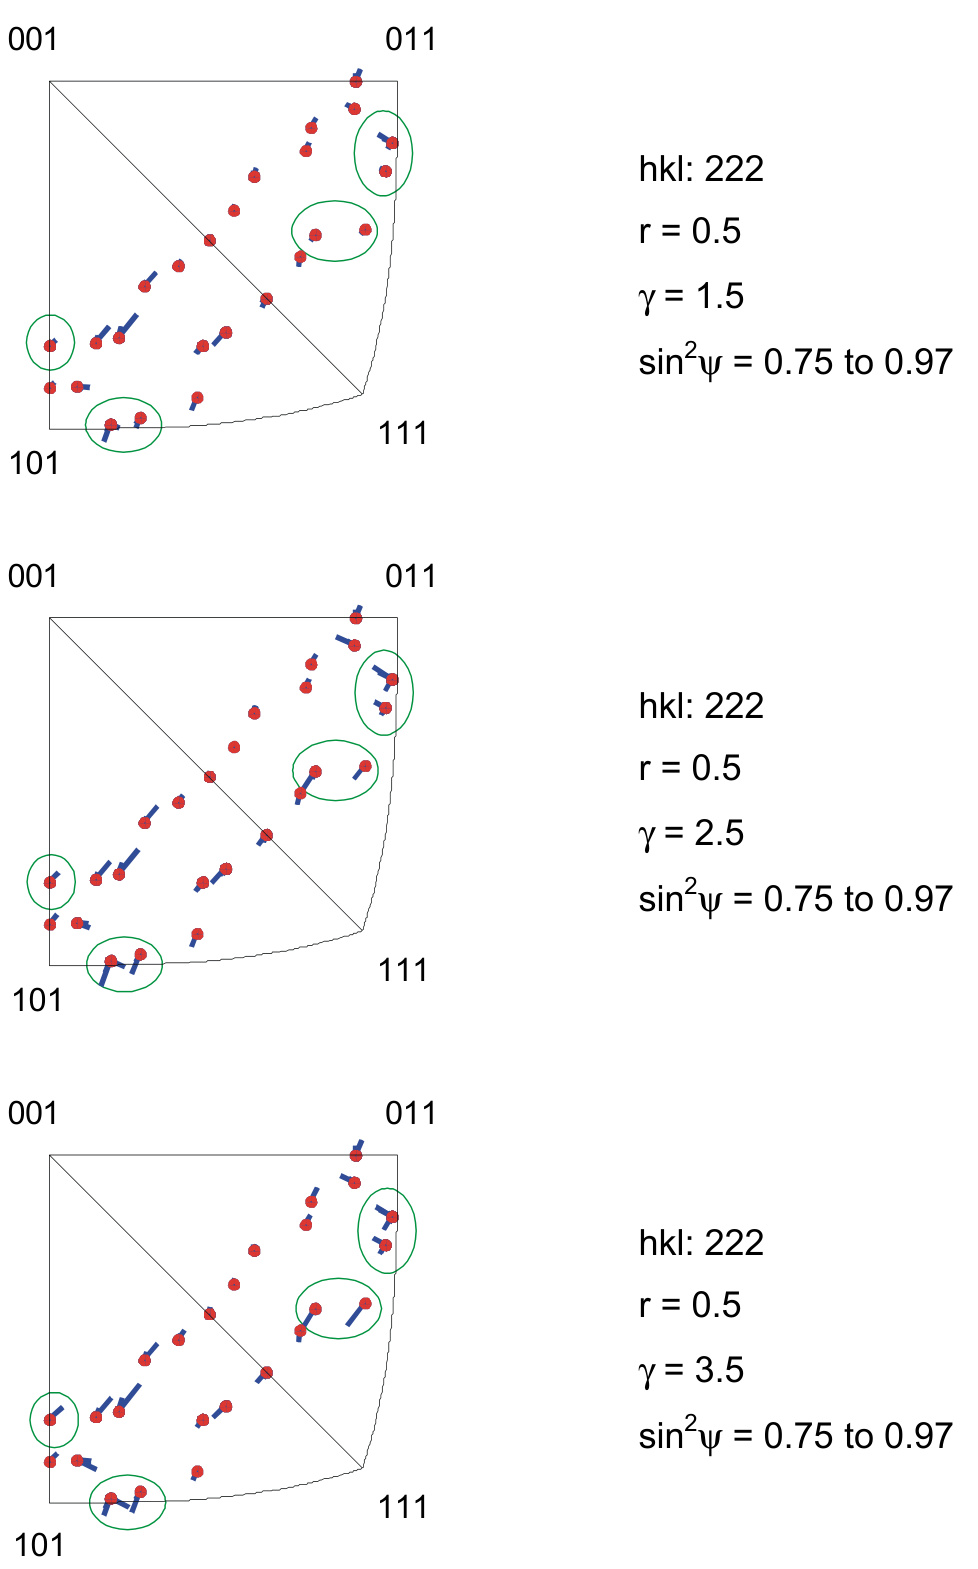 001 011
hkl: 222
r = 0.5
γ = 1.5
sin²ψ = 0.75 to 0.97
111
101
001 011
hkl: 222
r = 0.5
γ = 2.5
sin²ψ = 0.75 to 0.97
111
101
001 011
hkl: 222
r = 0.5
γ = 3.5
sin²ψ = 0.75 to 0.97
111
101